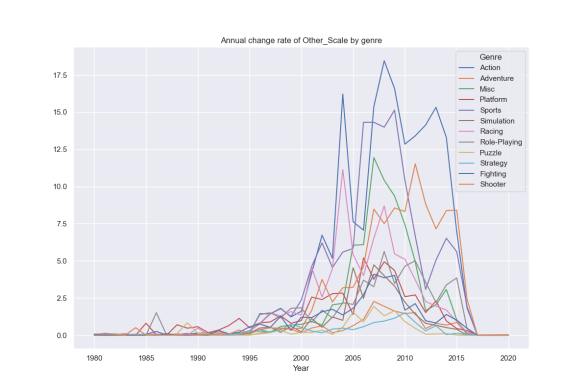 Annual change rate of Other_Scale by genre
17.5
15.0
12.5
10.0
7.5
5.0
2.5
0.0
1980 1985 1990 1995 2000 2005 2010 2015 2020
Year
Genre
Action
Adventure
Misc
Platform
Sports
Simulation
Racing
Role-Playing
Puzzle
Strategy
Fighting
Shooter